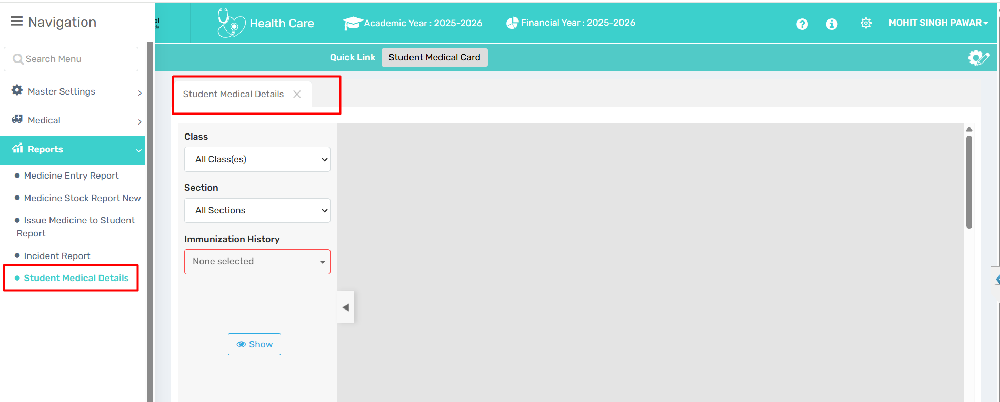 Navigation
Search Menu
Master Settings
Medical
Reports
Medicine Entry Report
Medicine Stock Report New
Issue Medicine to Student
Report
Incident Report
Student Medical Details
ol
da
Health Care
Academic Year : 2025-2026
Financial Year : 2025-2026
MOHIT SINGH PAWAR
Quick Link
Student Medical Card
Student Medical Details
Class
All Class(es)
Section
All Sections
Immunization History
None selected
Show